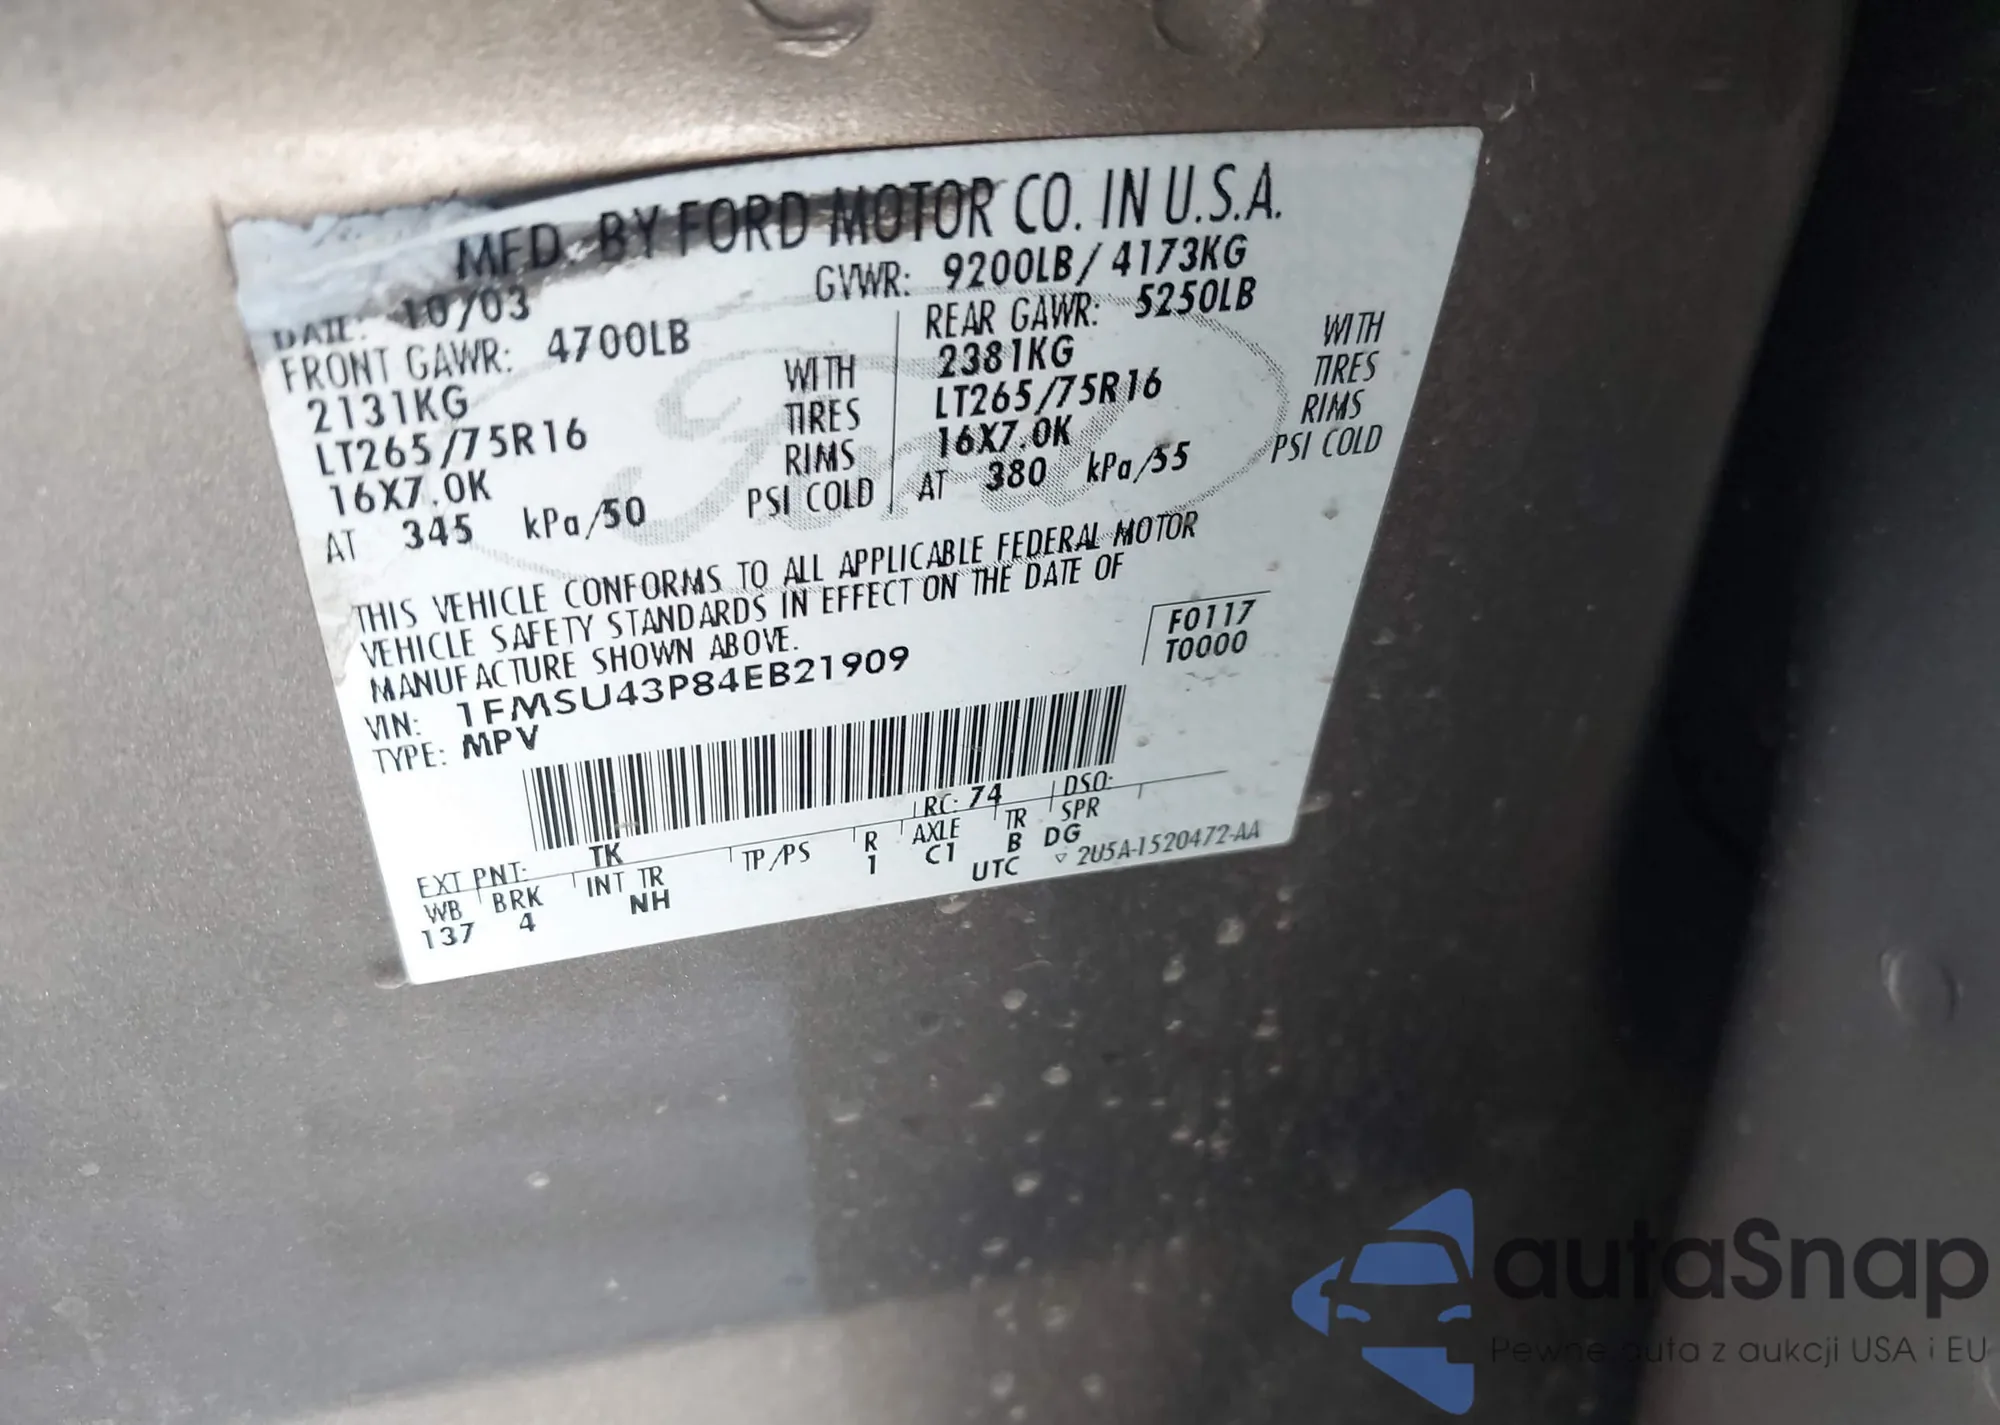 MFD. BY FORD MOTOR CO. IN U.S.A.
DATE: 10/03 GVWR: 9200LB/4173KG
FRONT GAWR: 4700LB REAR GAWR: 5250LB
2131KG WITH 2381KG WITH
LT265/75R16 TIRES LT265/75R16 TIRES
16X7.0K RIMS 16X7.0K RIMS
AT 345 kPa/50 PSI COLD AT 380 kPa/55 PSI COLD
THIS VEHICLE CONFORMS TO ALL APPLICABLE FEDERAL MOTOR
VEHICLE SAFETY STANDARDS IN EFFECT ON THE DATE OF
MANUFACTURE SHOWN ABOVE.
F0117
VIN: 1FMSU43P84EB21909 T0000
TYPE: MPV
EXT PNT: TK RC: 74 DSO:
WB BRK INT TR TP/PS R AXLE TR SPR
137 4 NH 1 C1 B DG
UTC ▽ 2U5A-1520472-AA
Ford
autaSnap
Pewne auta z aukcji USA i EU